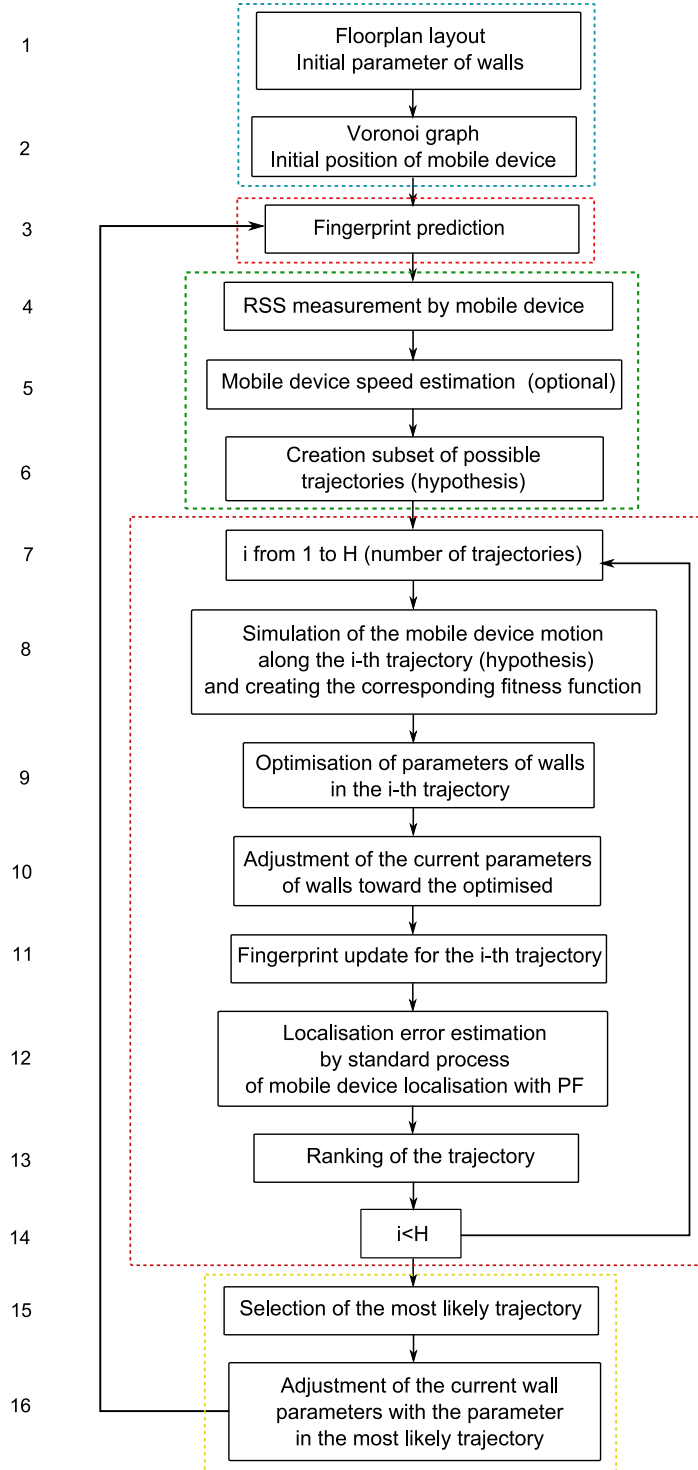 1
Floorplan layout
Initial parameter of walls
2
Voronoi graph
Initial position of mobile device
3
Fingerprint prediction
4
RSS measurement by mobile device
5
Mobile device speed estimation (optional)
6
Creation subset of possible
trajectories (hypothesis)
7
i from 1 to H (number of trajectories)
8
Simulation of the mobile device motion
along the i-th trajectory (hypothesis)
and creating the corresponding fitness function
9
Optimisation of parameters of walls
in the i-th trajectory
10
Adjustment of the current parameters
of walls toward the optimised
11
Fingerprint update for the i-th trajectory
12
Localisation error estimation
by standard process
of mobile device localisation with PF
13
Ranking of the trajectory
14
i<H
15
Selection of the most likely trajectory
16
Adjustment of the current wall
parameters with the parameter
in the most likely trajectory